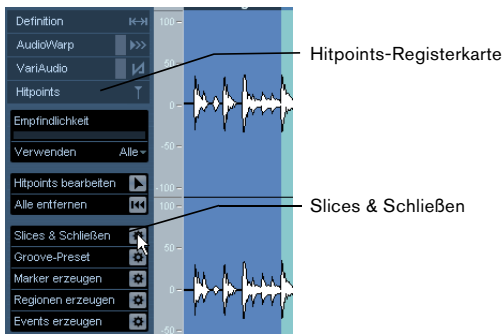 Definition
AudioWarp
VariAudio
Hitpoints
Empfindlichkeit
Verwenden Alle
Hitpoints bearbeiten
Alle entfernen
Slices & Schließen
Groove-Preset
Marker erzeugen
Regionen erzeugen
Events erzeugen
100
50
0
-50
-100
100
50
0
-50
Hitpoints-Registerkarte
Slices & Schließen